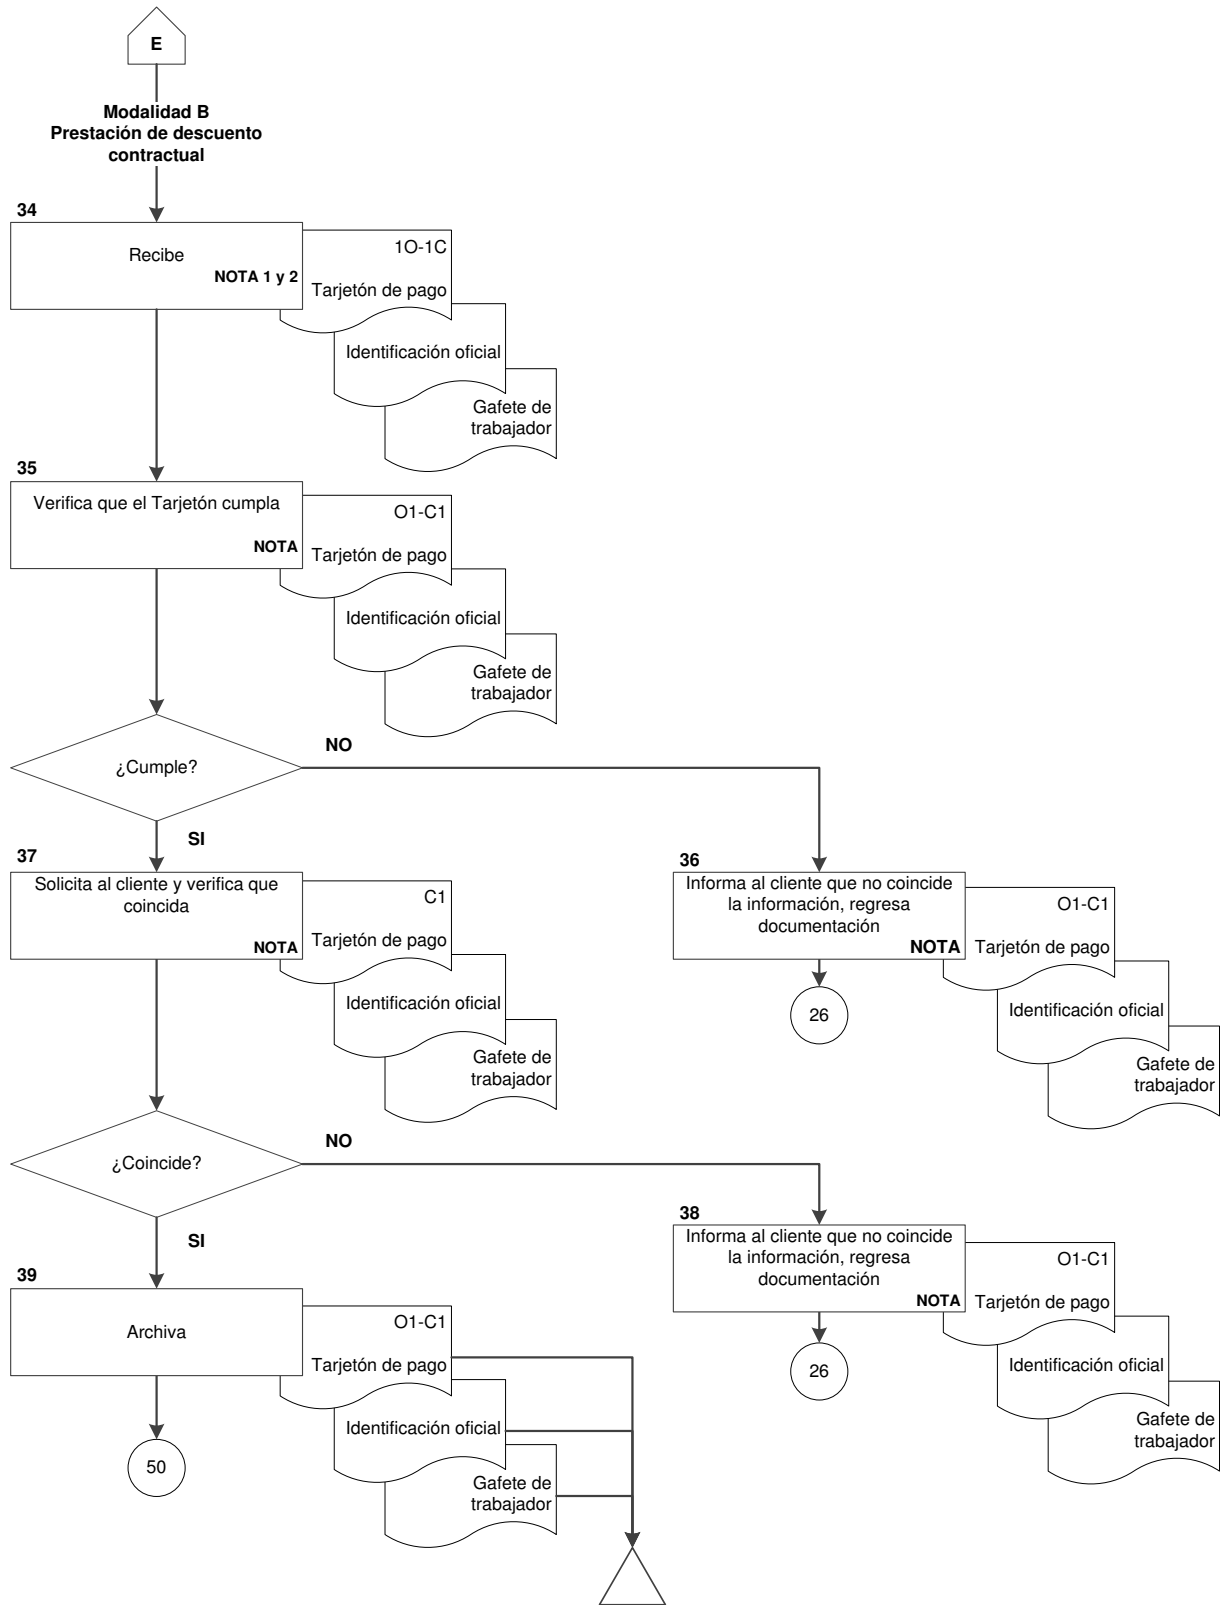 E
Modalidad B
Prestación de descuento
contractual
34
Recibe
NOTA 1 y 2
1O-1C
Tarjetón de pago
Identificación oficial
Gafete de
trabajador
35
Verifica que el Tarjetón cumpla
NOTA
O1-C1
Tarjetón de pago
Identificación oficial
Gafete de
trabajador
¿Cumple?
NO
SI
37
Solicita al cliente y verifica que
coincida
NOTA
C1
Tarjetón de pago
Identificación oficial
Gafete de
trabajador
36
Informa al cliente que no coincide
la información, regresa
documentación
NOTA
O1-C1
Tarjetón de pago
Identificación oficial
Gafete de
trabajador
26
¿Coincide?
NO
SI
38
Informa al cliente que no coincide
la información, regresa
documentación
NOTA
O1-C1
Tarjetón de pago
Identificación oficial
Gafete de
trabajador
26
39
Archiva
O1-C1
Tarjetón de pago
Identificación oficial
Gafete de
trabajador
50